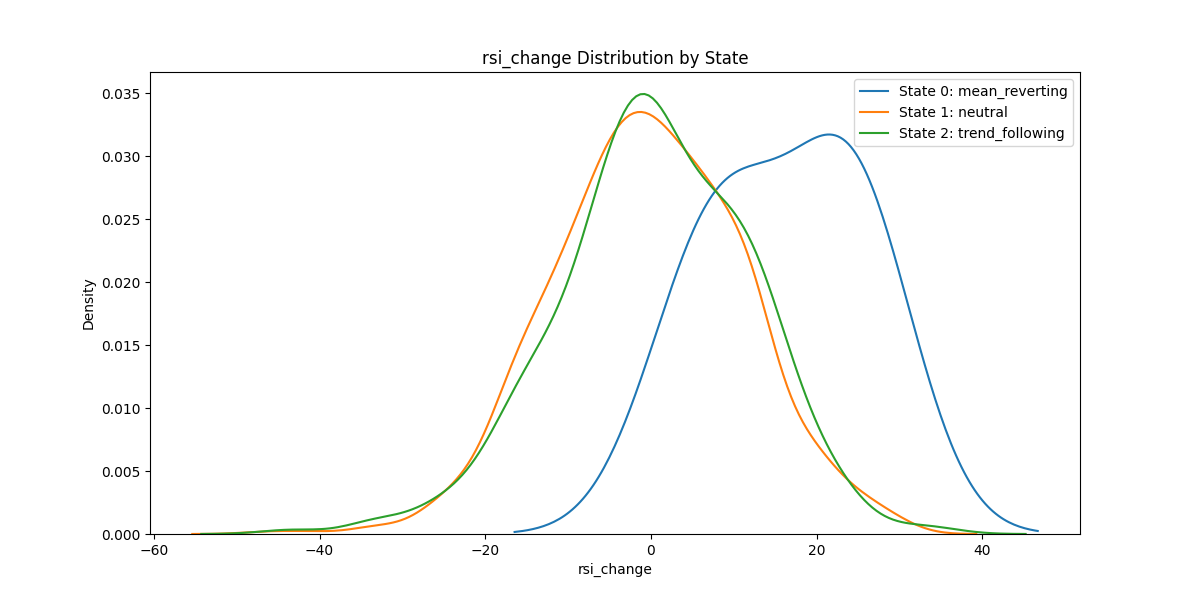 rsi_change Distribution by State
State 0: mean_reverting
State 1: neutral
State 2: trend_following
Density
0.035
0.030
0.025
0.020
0.015
0.010
0.005
0.000
−60
−40
−20
0
20
40
rsi_change